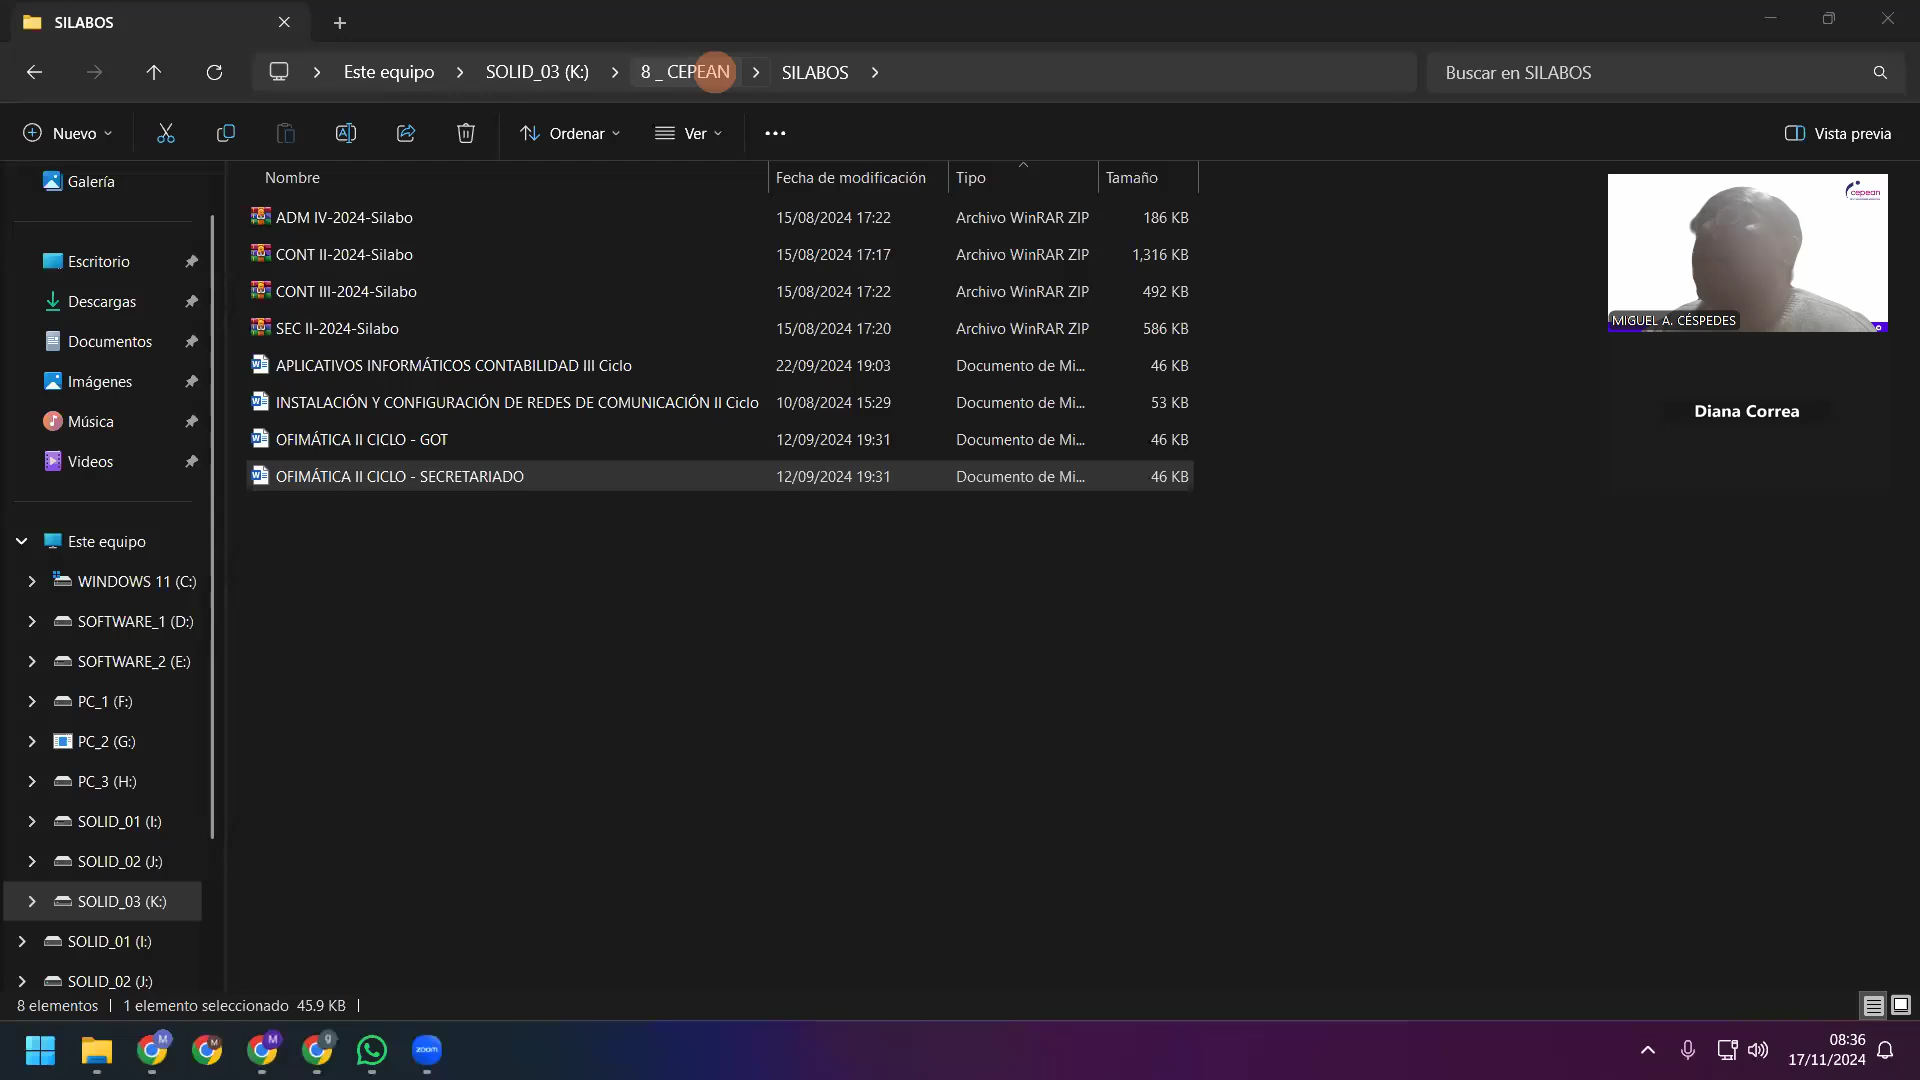 SILABOS
Este equipo
SOLID_03 (K:)
8 _ CEPEAN
SILABOS
Buscar en SILABOS
Nuevo
Ordenar
Ver
Vista previa
Galería
Escritorio
Descargas
Documentos
Imágenes
Música
Videos
Este equipo
WINDOWS 11 (C:)
SOFTWARE_1 (D:)
SOFTWARE_2 (E:)
PC_1 (F:)
PC_2 (G:)
PC_3 (H:)
SOLID_01 (I:)
SOLID_02 (J:)
SOLID_03 (K:)
SOLID_01 (I:)
SOLID_02 (J:)
Nombre Fecha de modificación Tipo Tamaño
ADM IV-2024-Silabo 15/08/2024 17:22 Archivo WinRAR ZIP 186 KB
CONT II-2024-Silabo 15/08/2024 17:17 Archivo WinRAR ZIP 1,316 KB
CONT III-2024-Silabo 15/08/2024 17:22 Archivo WinRAR ZIP 492 KB
SEC II-2024-Silabo 15/08/2024 17:20 Archivo WinRAR ZIP 586 KB
APLICATIVOS INFORMÁTICOS CONTABILIDAD III Ciclo 22/09/2024 19:03 Documento de Mi... 46 KB
INSTALACIÓN Y CONFIGURACIÓN DE REDES DE COMUNICACIÓN II Ciclo 10/08/2024 15:29 Documento de Mi... 53 KB
OFIMÁTICA II CICLO - GOT 12/09/2024 19:31 Documento de Mi... 46 KB
OFIMÁTICA II CICLO - SECRETARIADO 12/09/2024 19:31 Documento de Mi... 46 KB
cepean
MIGUEL A. CÉSPEDES
Diana Correa
8 elementos
1 elemento seleccionado 45.9 KB
M
M
M
g
zoom
08:36
17/11/2024